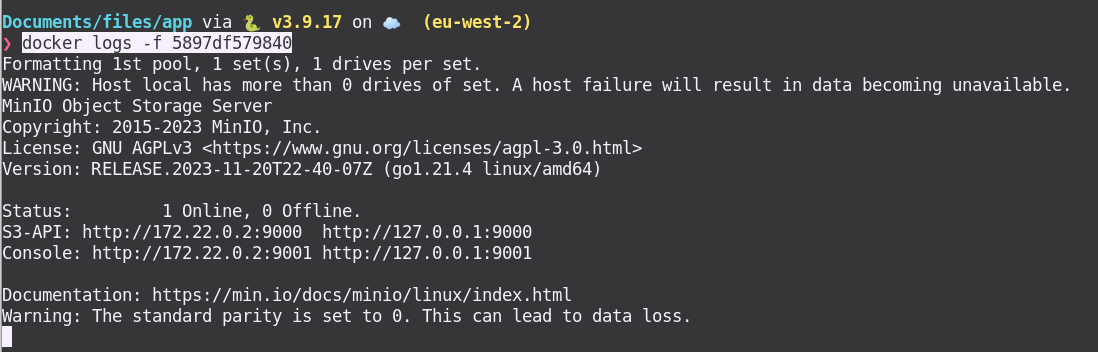 Documents/files/app via 🐍 v3.9.17 on ☁️ (eu-west-2)
❯ docker logs -f 5897df579840
Formatting 1st pool, 1 set(s), 1 drives per set.
WARNING: Host local has more than 0 drives of set. A host failure will result in data becoming unavailable.
MinIO Object Storage Server
Copyright: 2015-2023 MinIO, Inc.
License: GNU AGPLv3 <https://www.gnu.org/licenses/agpl-3.0.html>
Version: RELEASE.2023-11-20T22-40-07Z (go1.21.4 linux/amd64)

Status:         1 Online, 0 Offline.
S3-API: http://172.22.0.2:9000  http://127.0.0.1:9000
Console: http://172.22.0.2:9001 http://127.0.0.1:9001

Documentation: https://min.io/docs/minio/linux/index.html
Warning: The standard parity is set to 0. This can lead to data loss.